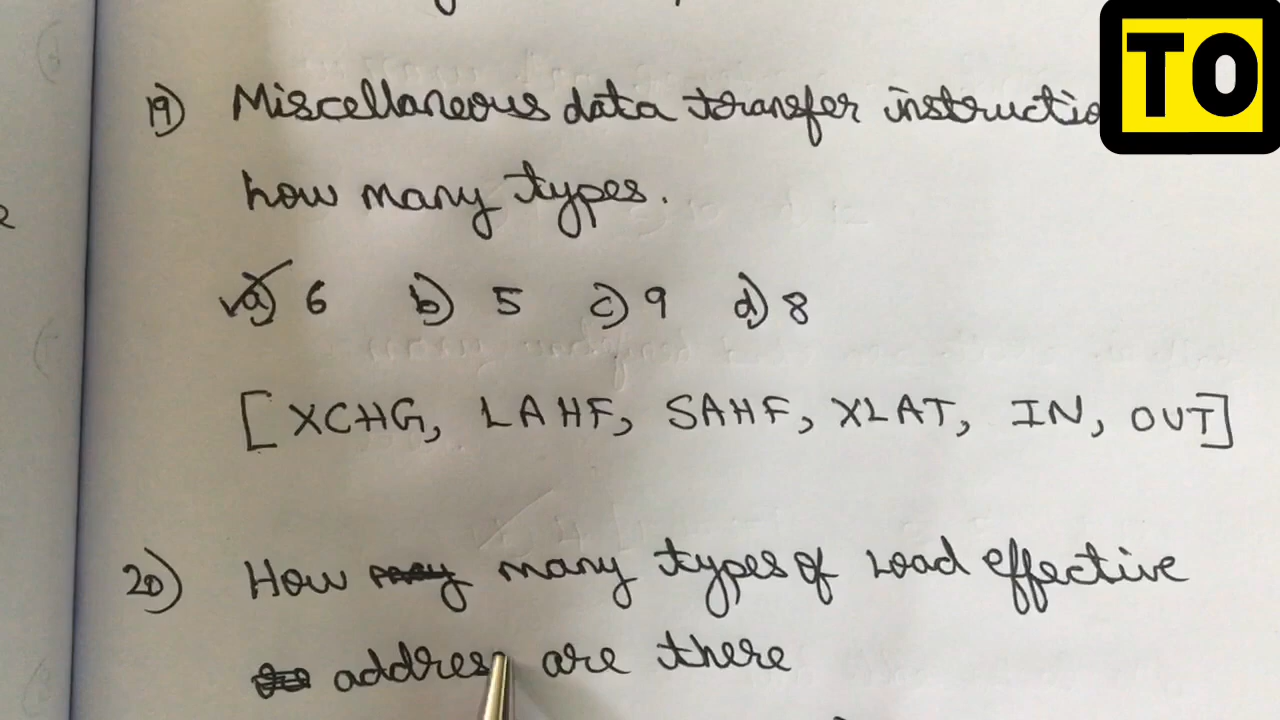 TO
19) Miscellaneous data transfer instructio
how many types.
a) 6 b) 5 c) 9 d) 8
[XCHG, LAHF, SAHF, XLAT, IN, OUT]
20) How many types of Load effective
address are there